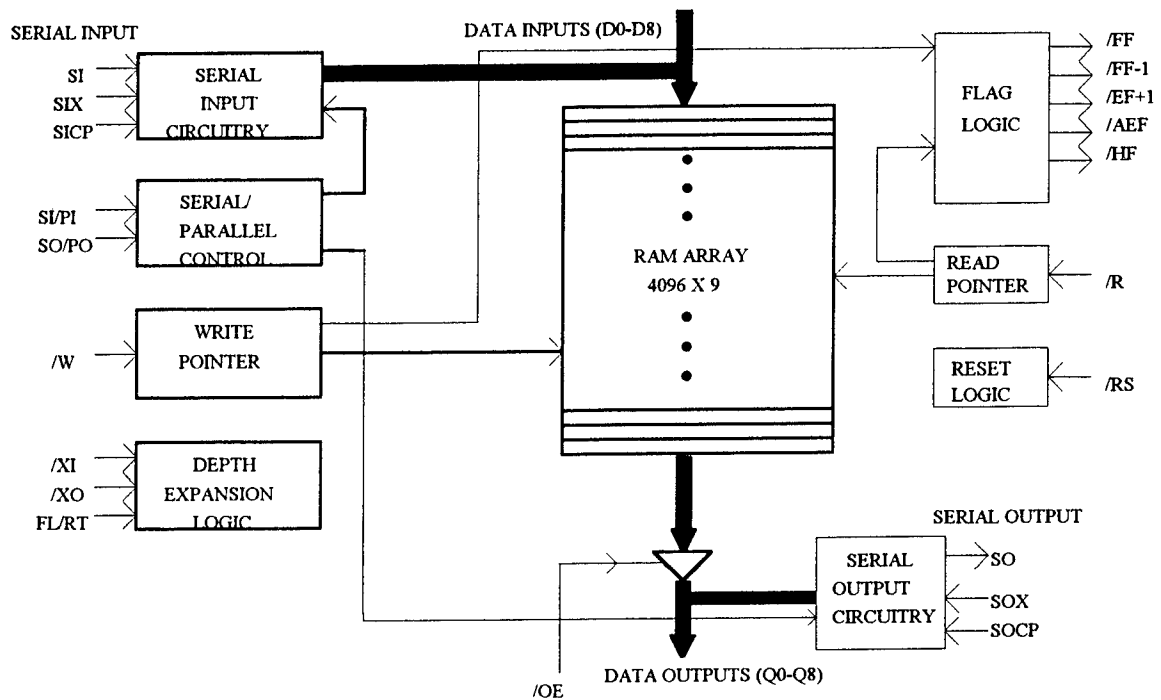 SERIAL INPUT
SI
SIX
SICP
SERIAL
INPUT
CIRCUITRY
DATA INPUTS (D0-D8)
FLAG
LOGIC
/FF
/FF-1
/EF+1
/AEF
/HF
SI/PI
SO/PO
SERIAL/
PARALLEL
CONTROL
RAM ARRAY
4096 X 9
READ
POINTER
/R
/W
WRITE
POINTER
RESET
LOGIC
/RS
/XI
/XO
FL/RT
DEPTH
EXPANSION
LOGIC
SERIAL OUTPUT
SERIAL
OUTPUT
CIRCUITRY
SO
SOX
SOCP
/OE
DATA OUTPUTS (Q0-Q8)